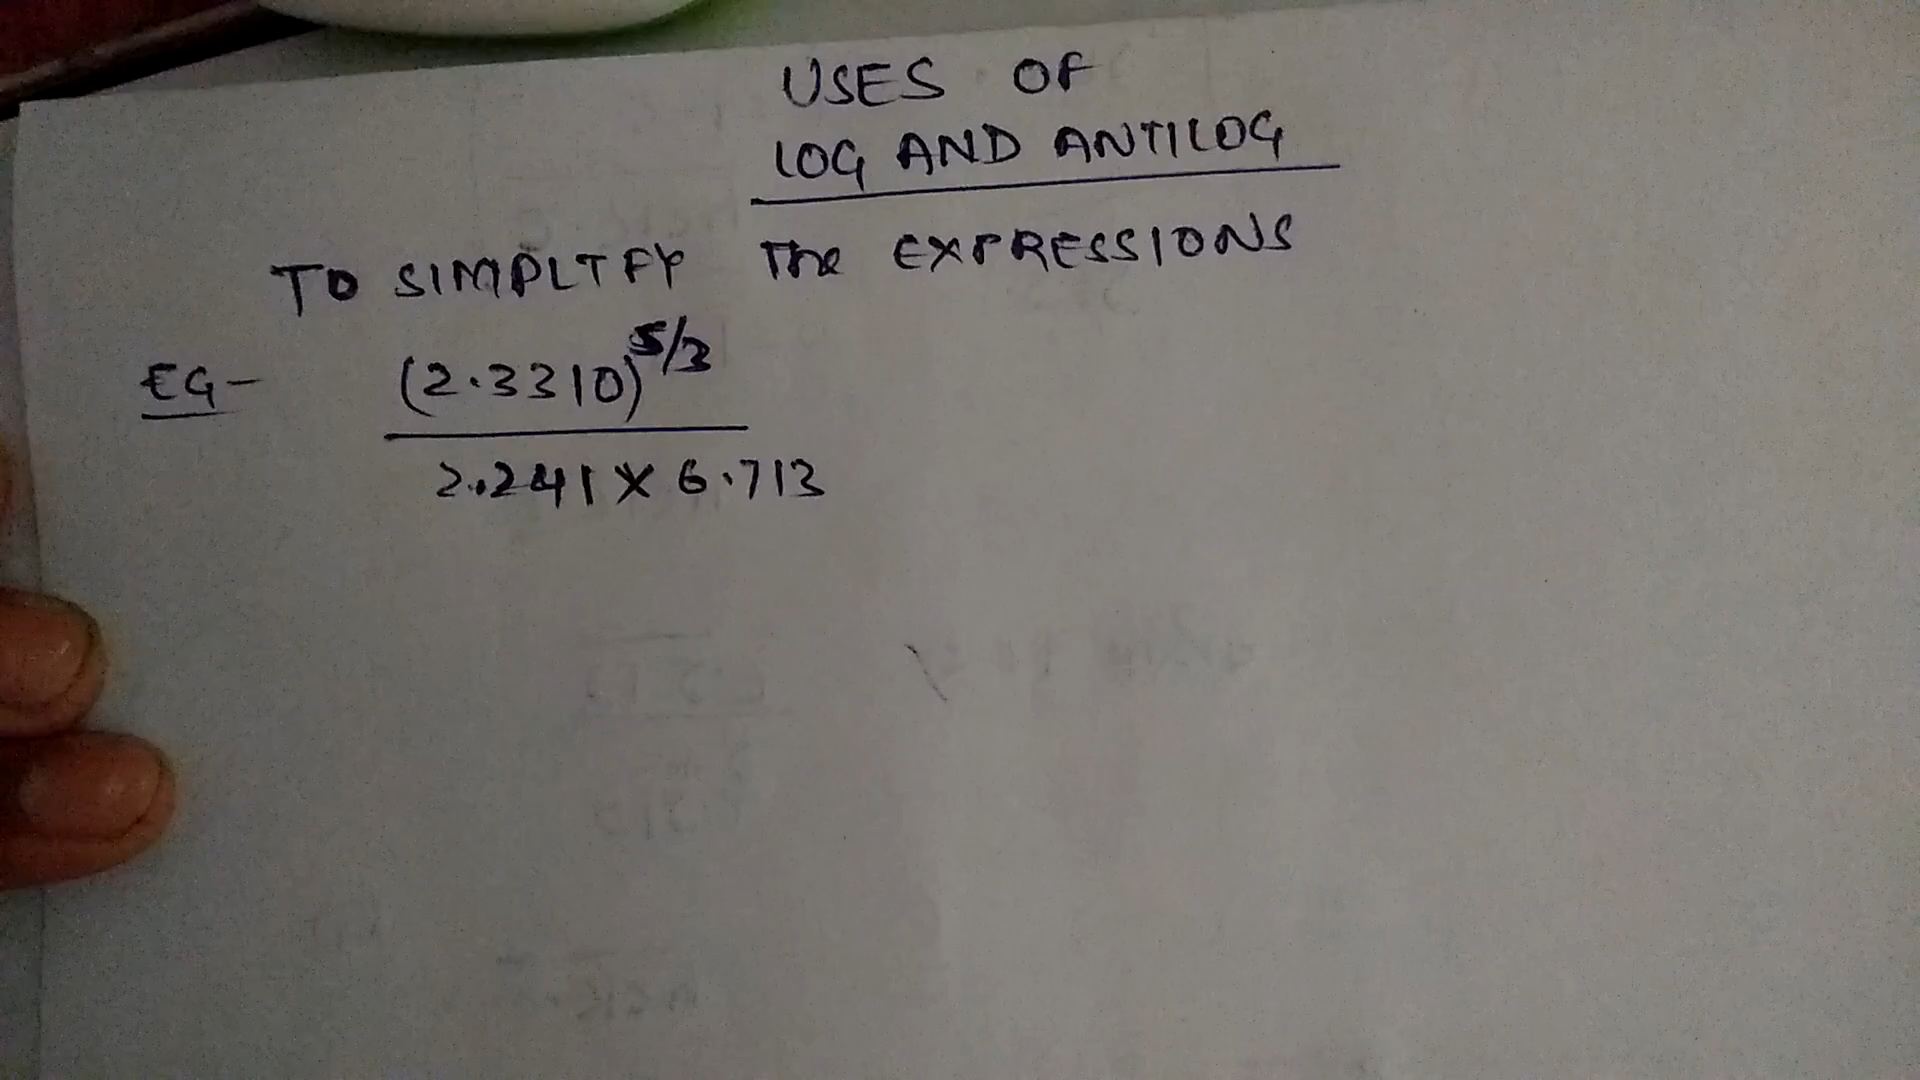 USES OF
LOG AND ANTILOG
TO SIMPLIFY The EXPRESSIONS
EG- (2.3310)^5/3
2.241 × 6.713